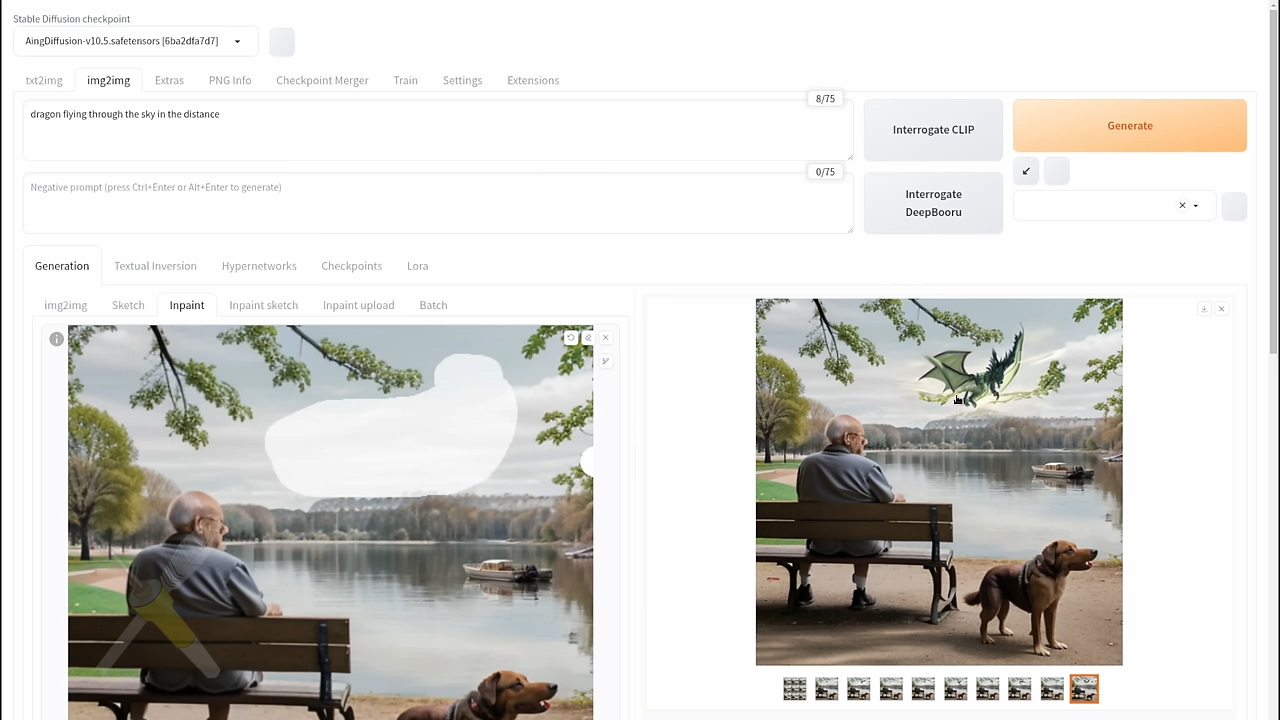 Stable Diffusion checkpoint
AingDiffusion-v10.5.safetensors [6ba2dfa7d7]
txt2img img2img Extras PNG Info Checkpoint Merger Train Settings Extensions
8/75
dragon flying through the sky in the distance
Interrogate CLIP
Generate
0/75
Negative prompt (press Ctrl+Enter or Alt+Enter to generate)
Interrogate
DeepBooru
Generation Textual Inversion Hypernetworks Checkpoints Lora
img2img Sketch Inpaint Inpaint sketch Inpaint upload Batch